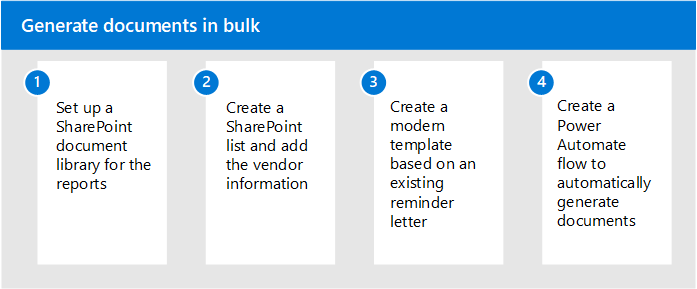 Generate documents in bulk
1
Set up a
SharePoint
document
library for the
reports
2
Create a
SharePoint
list and add
the vendor
information
3
Create a
modern
template
based on an
existing
reminder
letter
4
Create a
Power
Automate
flow to
automatically
generate
documents